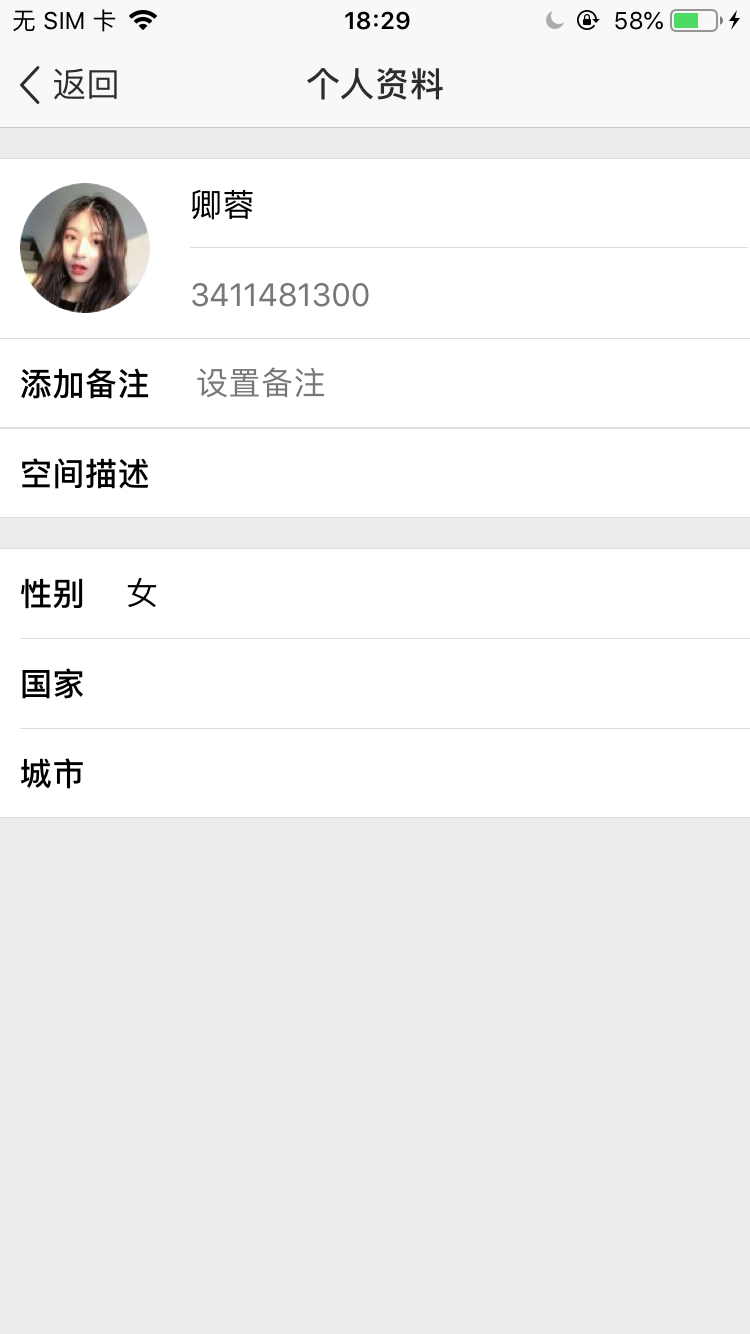 无 SIM 卡 18:29 58%
返回 个人资料
卿蓉
3411481300
添加备注 设置备注
空间描述
性别 女
国家
城市